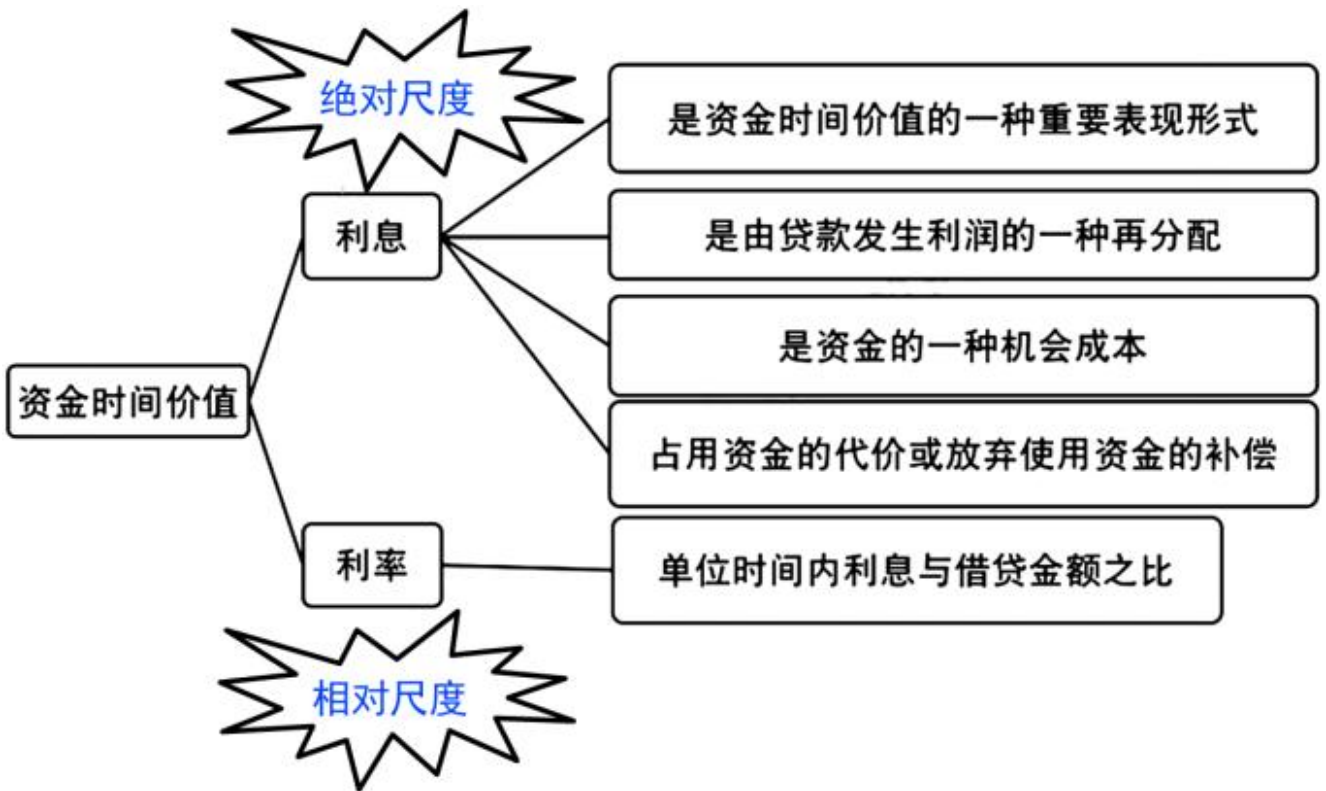 绝对尺度
是资金时间价值的一种重要表现形式
利息
是由贷款发生利润的一种再分配
是资金的一种机会成本
资金时间价值
占用资金的代价或放弃使用资金的补偿
利率
单位时间内利息与借贷金额之比
相对尺度